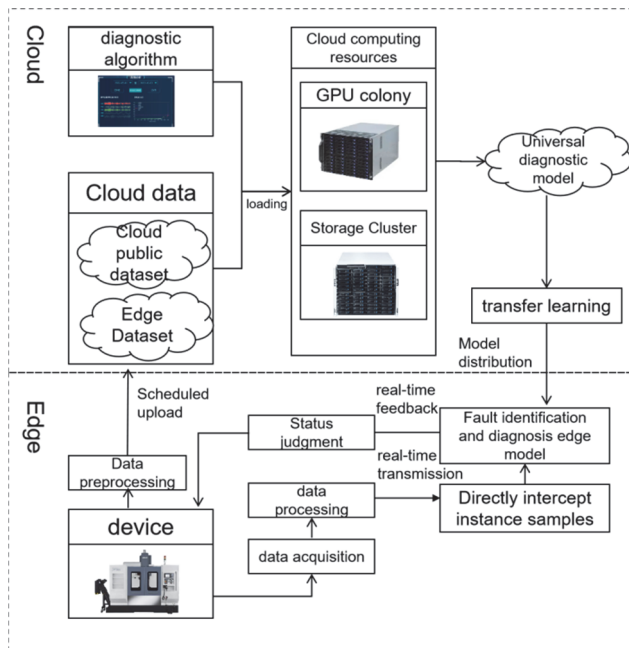 Cloud
diagnostic
algorithm
Cloud data
Cloud
public
dataset
Edge
Dataset
loading
Cloud computing
resources
GPU colony
Storage Cluster
Universal
diagnostic
model
transfer learning
Model
distribution
Edge
Scheduled
upload
Data
preprocessing
device
Status
judgment
real-time
feedback
real-time
transmission
data
processing
data acquisition
Fault identification
and diagnosis edge
model
Directly intercept
instance samples